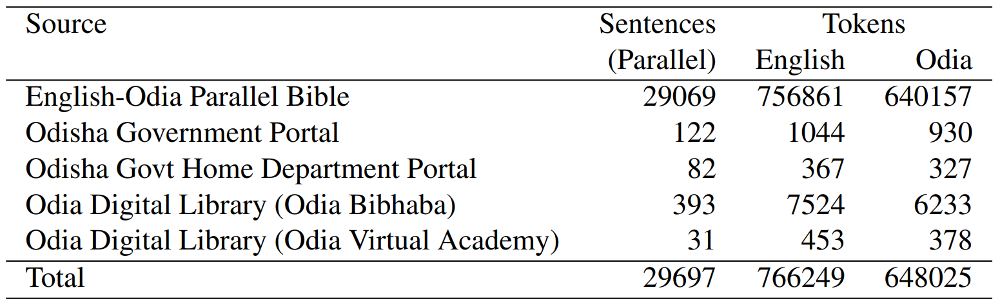 Source Sentences Tokens
(Parallel) English Odia
English-Odia Parallel Bible 29069 756861 640157
Odisha Government Portal 122 1044 930
Odisha Govt Home Department Portal 82 367 327
Odia Digital Library (Odia Bibhaba) 393 7524 6233
Odia Digital Library (Odia Virtual Academy) 31 453 378
Total 29697 766249 648025